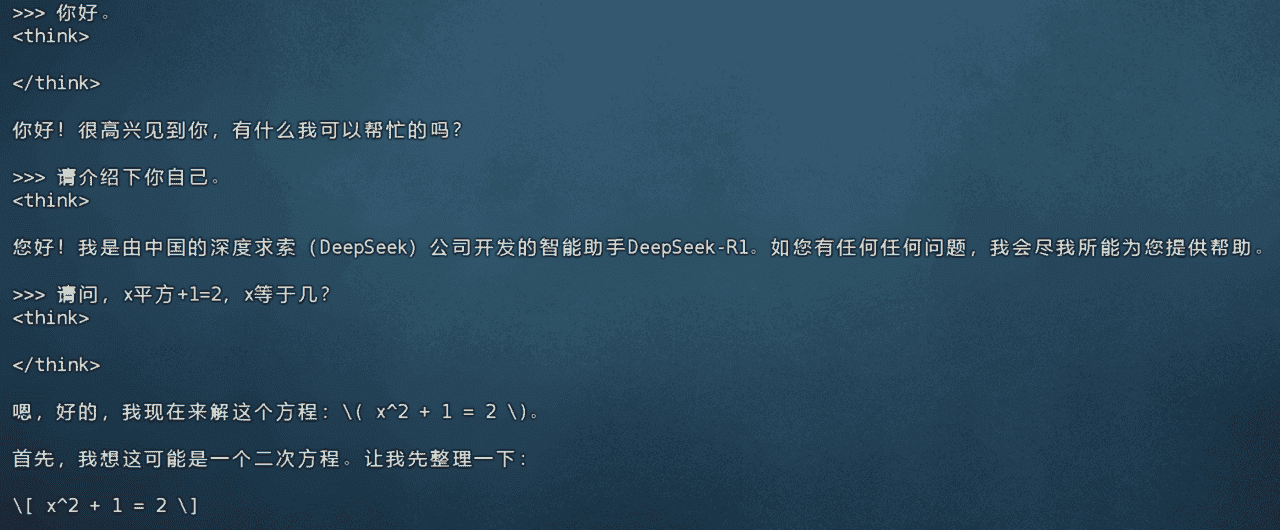 >>> 你好。
<think>
</think>
你好！很高兴见到你，有什么我可以帮忙的吗？
>>> 请介绍下你自己。
<think>
您好！我是由中国的深度求索（DeepSeek）公司开发的智能助手DeepSeek-R1。如您有任何任何问题，我会尽我所能为您提供帮助。
>>> 请问，x平方+1=2，x等于几？
<think>
</think>
嗯，好的，我现在来解这个方程：\( x^2 + 1 = 2 \)。
首先，我想这可能是一个二次方程。让我先整理一下：
\[ x^2 + 1 = 2 \]